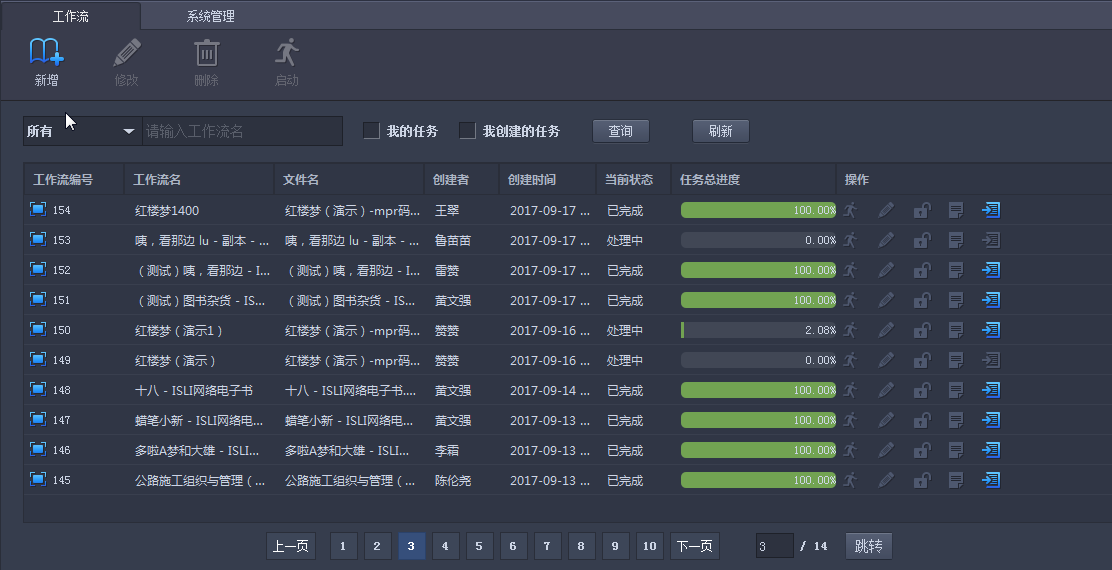 工作流 系统管理
新增 修改 删除 启动
所有 请输入工作流名 我的任务 我创建的任务 查询 刷新
工作流编号 工作流名 文件名 创建者 创建时间 当前状态 任务总进度 操作
154 红楼梦1400 红楼梦（演示）-mpr码... 王翠 2017-09-17 ... 已完成 100.00%
153 咦，看那边 lu - 副本 - ... 咦，看那边 lu - 副本 - ... 鲁苗苗 2017-09-17 ... 处理中 0.00%
152 （测试）咦，看那边 - I... （测试）咦，看那边 - I... 雷赞 2017-09-17 ... 已完成 100.00%
151 （测试）图书杂货 - IS... （测试）图书杂货 - IS... 黄文强 2017-09-17 ... 已完成 100.00%
150 红楼梦（演示1） 红楼梦（演示）-mpr码... 赞赞 2017-09-16 ... 处理中 2.08%
149 红楼梦（演示） 红楼梦（演示）-mpr码... 赞赞 2017-09-16 ... 处理中 0.00%
148 十八 - ISLI网络电子书 十八 - ISLI网络电子书.... 黄文强 2017-09-14 ... 已完成 100.00%
147 蜡笔小新 - ISLI网络电... 蜡笔小新 - ISLI网络电... 黄文强 2017-09-13 ... 已完成 100.00%
146 多啦A梦和大雄 - ISLI... 多啦A梦和大雄 - ISLI... 李霜 2017-09-13 ... 已完成 100.00%
145 公路施工组织与管理（... 公路施工组织与管理（... 陈伦尧 2017-09-13 ... 已完成 100.00%
上一页 1 2 3 4 5 6 7 8 9 10 下一页 3 / 14 跳转